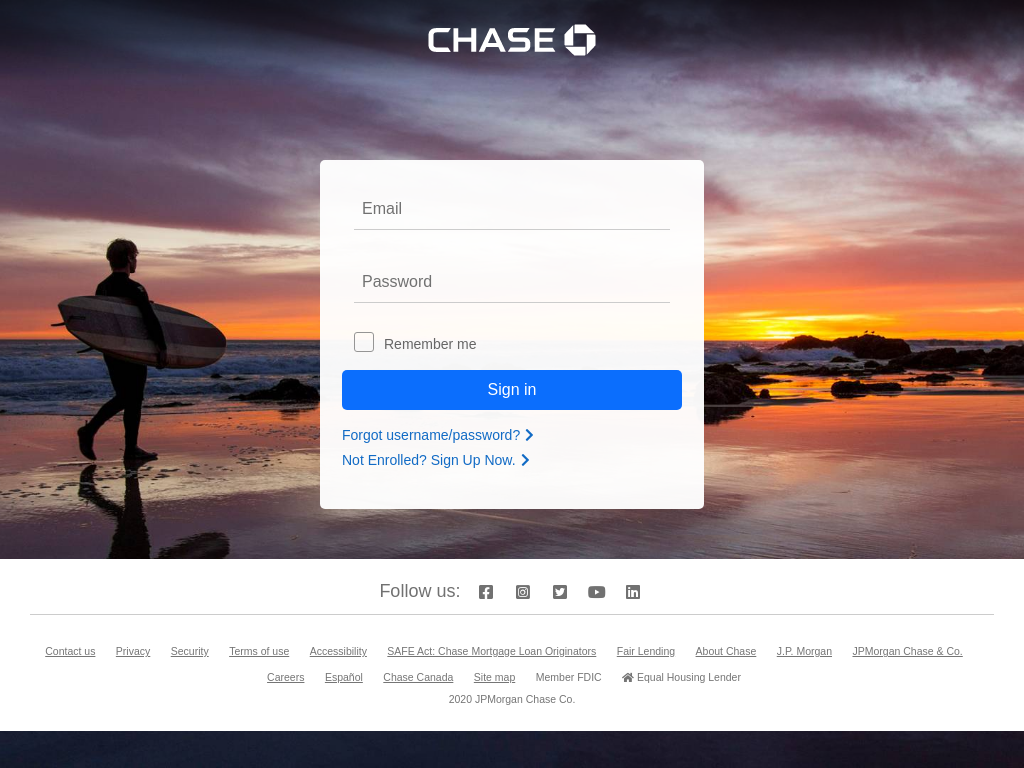 CHASE
Email
Password
Remember me
Sign in
Forgot username/password?
Not Enrolled? Sign Up Now.
Follow us:
Contact us Privacy Security Terms of use Accessibility SAFE Act: Chase Mortgage Loan Originators Fair Lending About Chase J.P. Morgan JPMorgan Chase & Co.
Careers Español Chase Canada Site map Member FDIC Equal Housing Lender
2020 JPMorgan Chase Co.